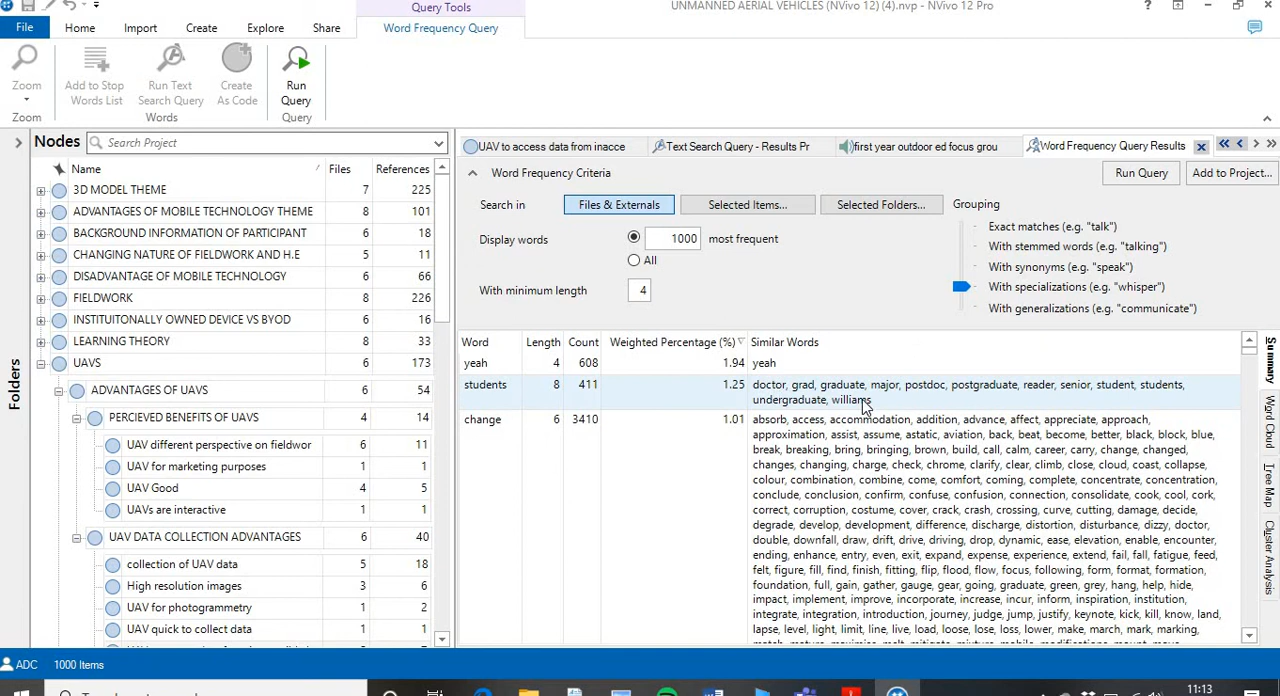 Query Tools
UNMANNED AERIAL VEHICLES (NVivo 12) (4).nvp - NVivo 12 Pro
File Home Import Create Explore Share Word Frequency Query
Zoom
Add to Stop Words List
Run Text Search Query
Create As Code
Run Query
Zoom Words Query
Nodes Search Project
Name Files References
3D MODEL THEME 7 225
ADVANTAGES OF MOBILE TECHNOLOGY THEME 8 101
BACKGROUND INFORMATION OF PARTICIPANT 6 18
CHANGING NATURE OF FIELDWORK AND H.E 5 11
DISADVANTAGE OF MOBILE TECHNOLOGY 6 66
FIELDWORK 8 226
INSTITUITONALLY OWNED DEVICE VS BYOD 6 16
LEARNING THEORY 8 33
UAVS 6 173
ADVANTAGES OF UAVS 6 54
PERCIEVED BENEFITS OF UAVS 4 14
UAV different perspective on fieldwor 6 11
UAV for marketing purposes 1 1
UAV Good 4 5
UAVs are interactive 1 1
UAV DATA COLLECTION ADVANTAGES 6 40
collection of UAV data 5 18
High resolution images 3 6
UAV for photogrammetry 1 2
UAV quick to collect data 1 1
Folders
UAV to access data from inacce
Text Search Query - Results Pr
first year outdoor ed focus grou
Word Frequency Query Results
Word Frequency Criteria
Run Query Add to Project...
Search in Files & Externals Selected Items... Selected Folders...
Grouping
Display words 1000 most frequent
All
With minimum length 4
Exact matches (e.g. "talk")
With stemmed words (e.g. "talking")
With synonyms (e.g. "speak")
With specializations (e.g. "whisper")
With generalizations (e.g. "communicate")
Word Length Count Weighted Percentage (%) Similar Words
yeah 4 608 1.94 yeah
students 8 411 1.25 doctor, grad, graduate, major, postdoc, postgraduate, reader, senior, student, students,
undergraduate, williams
change 6 3410 1.01 absorb, access, accommodation, addition, advance, affect, appreciate, approach,
approximation, assist, assume, astatic, aviation, back, beat, become, better, black, block, blue,
break, breaking, bring, bringing, brown, build, call, calm, career, carry, change, changed,
changes, changing, charge, check, chrome, clarify, clear, climb, close, cloud, coast, collapse,
colour, combination, combine, come, comfort, coming, complete, concentrate, concentration,
conclude, conclusion, confirm, confuse, confusion, connection, consolidate, cook, cool, cork,
correct, corruption, costume, cover, crack, crash, crossing, curve, cutting, damage, decide,
degrade, develop, development, difference, discharge, distortion, disturbance, dizzy, doctor,
double, downfall, draw, drift, drive, driving, drop, dynamic, ease, elevation, enable, encounter,
ending, enhance, entry, even, exit, expand, expense, experience, extend, fail, fall, fatigue, feed,
felt, figure, fill, find, finish, fitting, flip, flood, flow, focus, following, form, format, formation,
foundation, full, gain, gather, gauge, gear, going, graduate, green, grey, hang, help, hide,
impact, implement, improve, incorporate, increase, incur, inform, inspiration, institution,
integrate, integration, introduction, journey, judge, jump, justify, keynote, kick, kill, know, land,
lapse, level, light, limit, line, live, load, loose, lose, loss, lower, make, march, mark, marking,
Summary
Word Cloud
Tree Map
Cluster Analysis
ADC 1000 Items
11:13